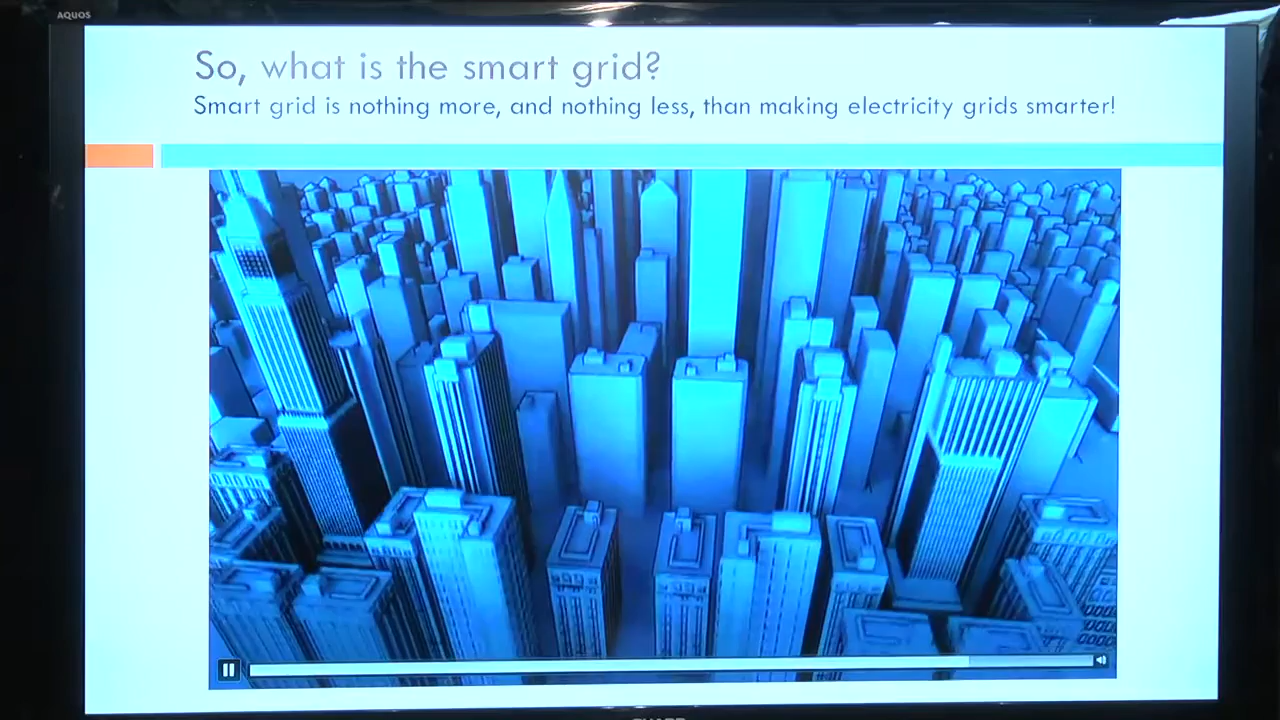 AQUOS
So, what is the smart grid?
Smart grid is nothing more, and nothing less, than making electricity grids smarter!